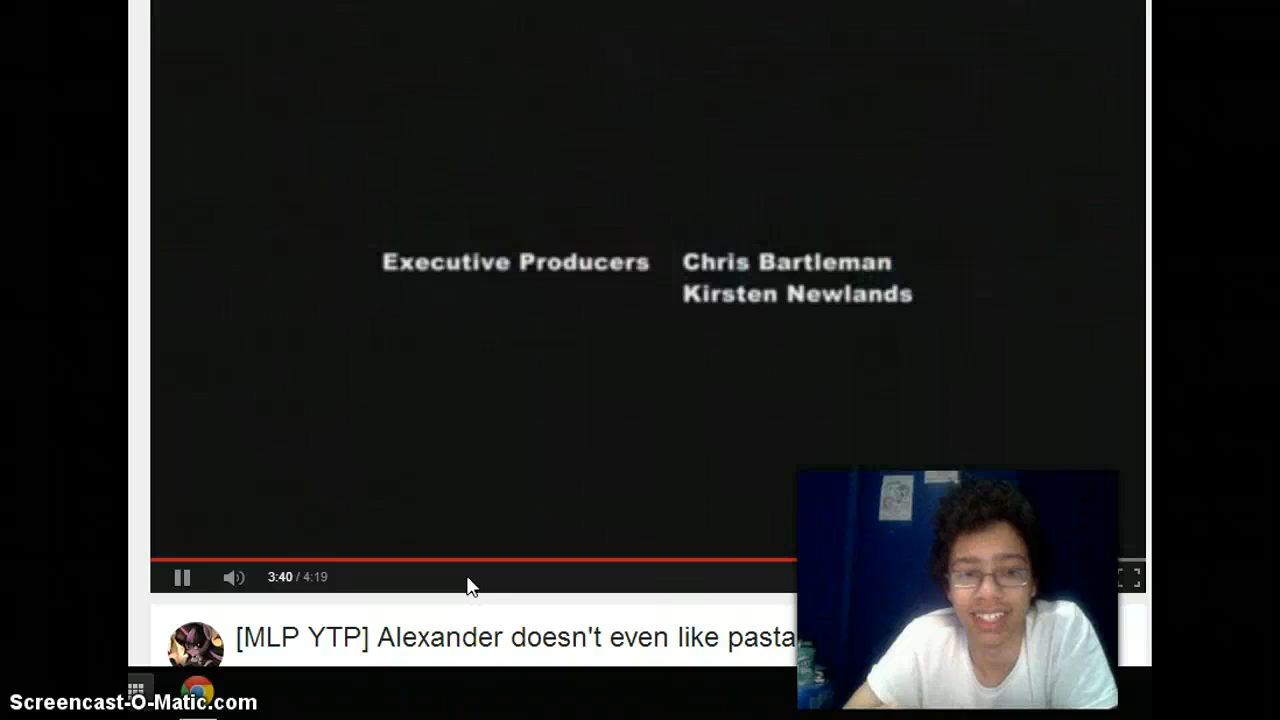 Executive Producers Chris Bartleman
Kirsten Newlands
3:40 / 4:19
[MLP YTP] Alexander doesn't even like pasta
Screencast-O-Matic.com